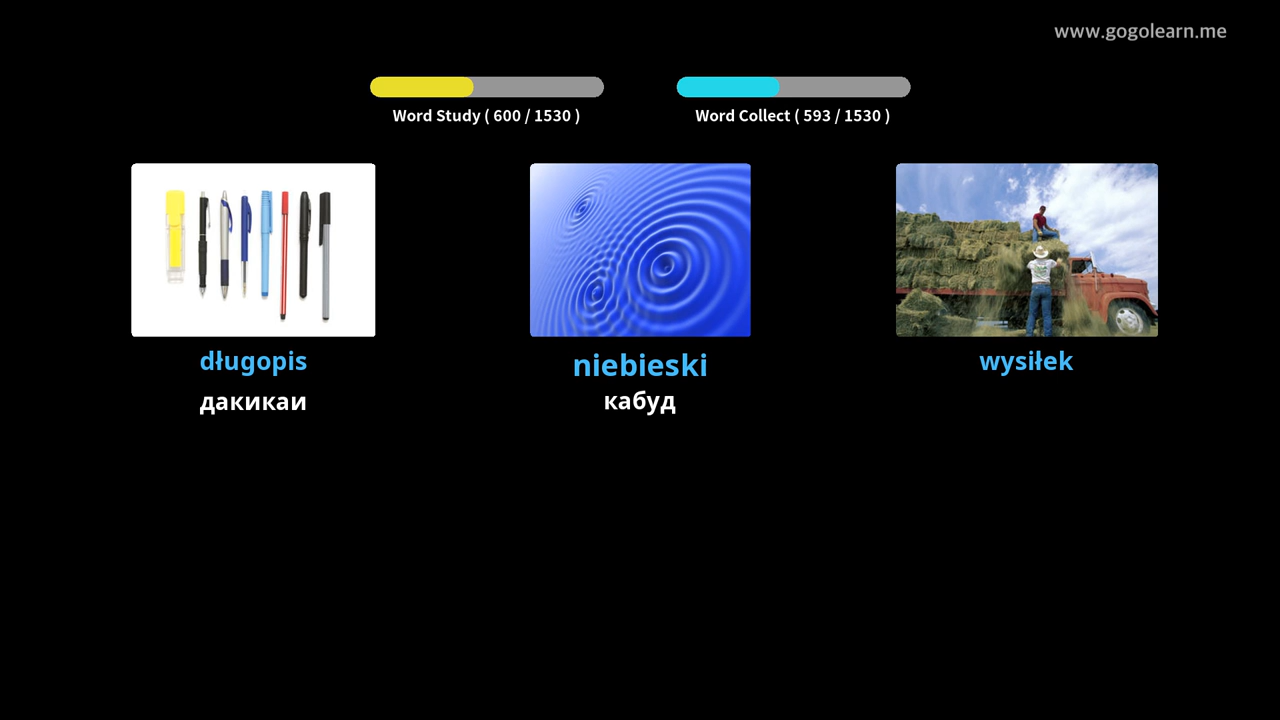 www.gogolearn.me
Word Study ( 600 / 1530 )
Word Collect ( 593 / 1530 )
długopis
дакикаи
niebieski
кабуд
wysiłek